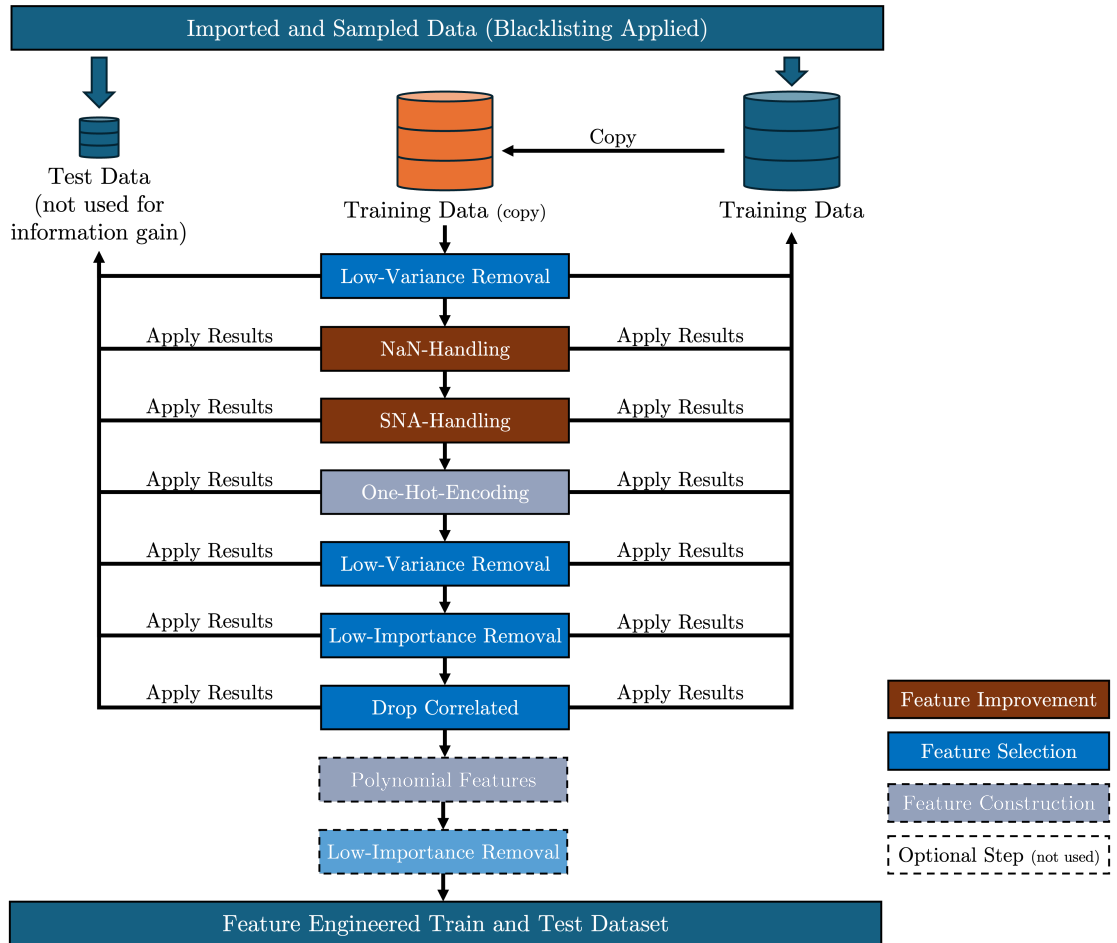 Imported and Sampled Data (Blacklisting Applied)
Copy
Test Data
(not used for
information gain)
Training Data (copy)
Training Data
Low-Variance Removal
Apply Results
NaN-Handling
Apply Results
Apply Results
SNA-Handling
Apply Results
Apply Results
One-Hot-Encoding
Apply Results
Apply Results
Low-Variance Removal
Apply Results
Apply Results
Low-Importance Removal
Apply Results
Apply Results
Drop Correlated
Apply Results
Polynomial Features
Low-Importance Removal
Feature Engineered Train and Test Dataset
Feature Improvement
Feature Selection
Feature Construction
Optional Step (not used)